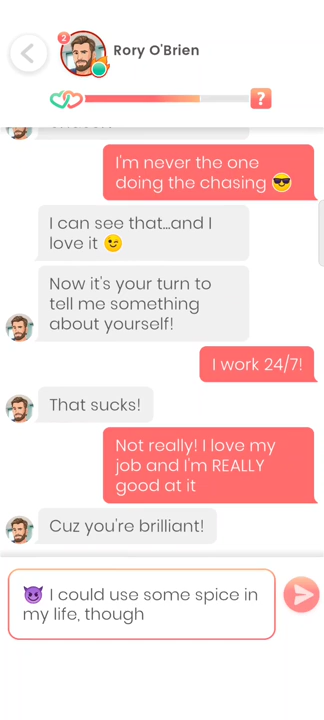 2
Rory O'Brien
?
I'm never the one
doing the chasing 😎
I can see that...and I
love it 😉
Now it's your turn to
tell me something
about yourself!
I work 24/7!
That sucks!
Not really! I love my
job and I'm REALLY
good at it
Cuz you're brilliant!
😈 I could use some spice in
my life, though